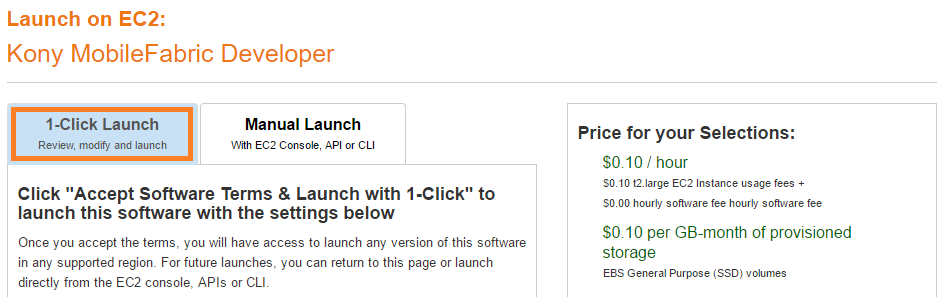 Launch on EC2:
Kony MobileFabric Developer
1-Click Launch
Review, modify and launch
Manual Launch
With EC2 Console, API or CLI
Click "Accept Software Terms & Launch with 1-Click" to
launch this software with the settings below
Once you accept the terms, you will have access to launch any version of this software
in any supported region. For future launches, you can return to this page or launch
directly from the EC2 console, APIs or CLI.
Price for your Selections:
$0.10 / hour
$0.10 t2.large EC2 Instance usage fees +
$0.00 hourly software fee hourly software fee
$0.10 per GB-month of provisioned
storage
EBS General Purpose (SSD) volumes